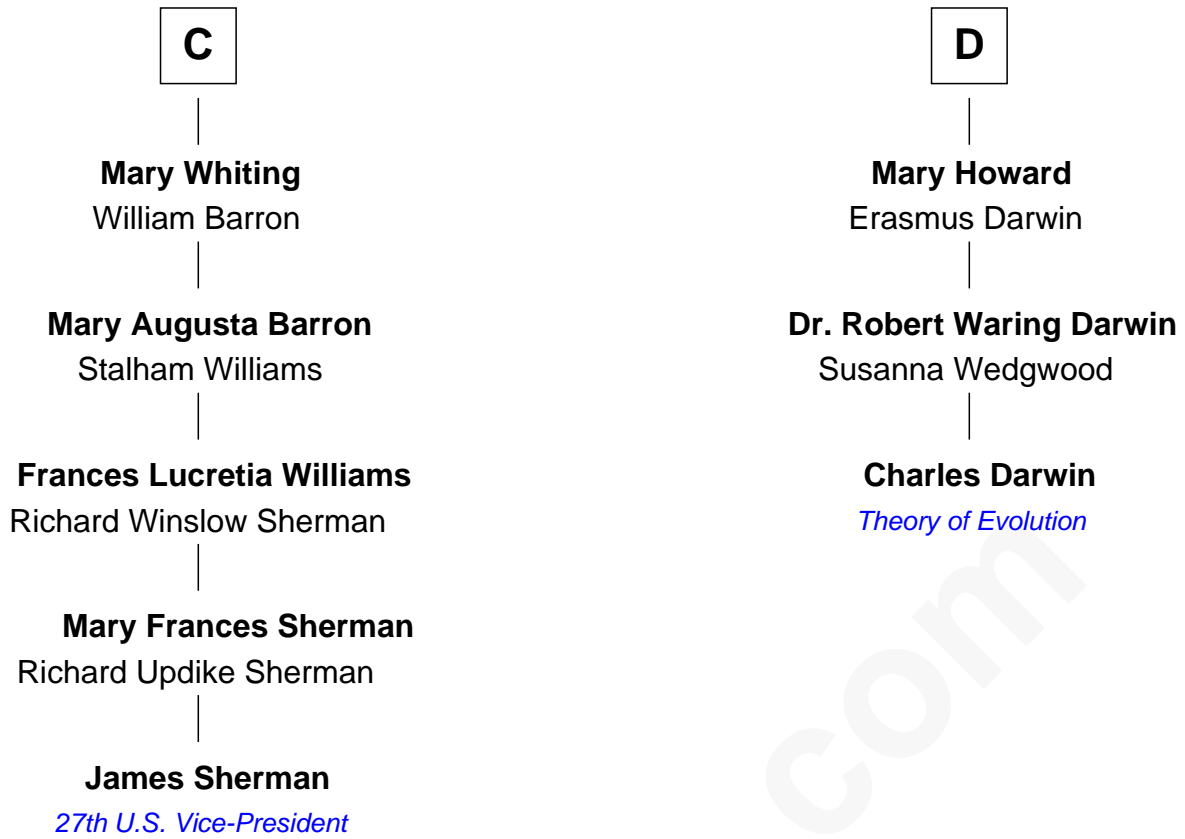 C
Mary Whiting
William Barron
Mary Augusta Barron
Stalham Williams
Frances Lucretia Williams
Richard Winslow Sherman
Mary Frances Sherman
Richard Updike Sherman
James Sherman
27th U.S. Vice-President
D
Mary Howard
Erasmus Darwin
Dr. Robert Waring Darwin
Susanna Wedgwood
Charles Darwin
Theory of Evolution
com